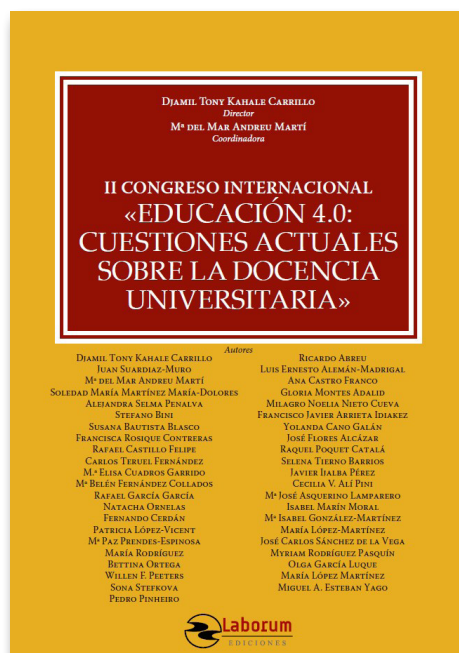 Djamil Tony Kahale Carrillo
Director
Mª del Mar Andreu Martí
Coordinadora
II CONGRESO INTERNACIONAL
«EDUCACIÓN 4.0:
CUESTIONES ACTUALES
SOBRE LA DOCENCIA
UNIVERSITARIA»
Autores
Djamil Tony Kahale Carrillo
Juan Suardiaz-Muro
Mª del Mar Andreu Martí
Soledad María Martínez María-Dolores
Alejandra Selma Penalva
Stefano Bini
Susana Bautista Blasco
Francisca Rosique Contreras
Rafael Castillo Felipe
Carlos Teruel Fernández
M.ª Elisa Cuadros Garrido
Mª Belén Fernández Collados
Rafael García García
Natacha Ornelas
Fernando Cerdán
Patricia López-Vicent
Mª Paz Prendes-Espinosa
María Rodríguez
Bettina Ortega
Willen F. Peeters
Sona Stefkova
Pedro Pinheiro
Ricardo Abreu
Luis Ernesto Alemán-Madrigal
Ana Castro Franco
Gloria Montes Adalid
Milagro Noelia Nieto Cueva
Francisco Javier Arrieta Idiakez
Yolanda Cano Galán
José Flores Alcázar
Raquel Poquet Catalá
Selena Tierno Barrios
Javier Iialba Pérez
Cecilia V. Ali Pini
Mª José Asquerino Lamparero
Isabel Marín Moral
Mª Isabel González-Martínez
María López-Martínez
José Carlos Sánchez de la Vega
Myriam Rodríguez Pasquín
Olga García Luque
María López Martínez
Miguel A. Esteban Yago
Laborum
EDICIONES